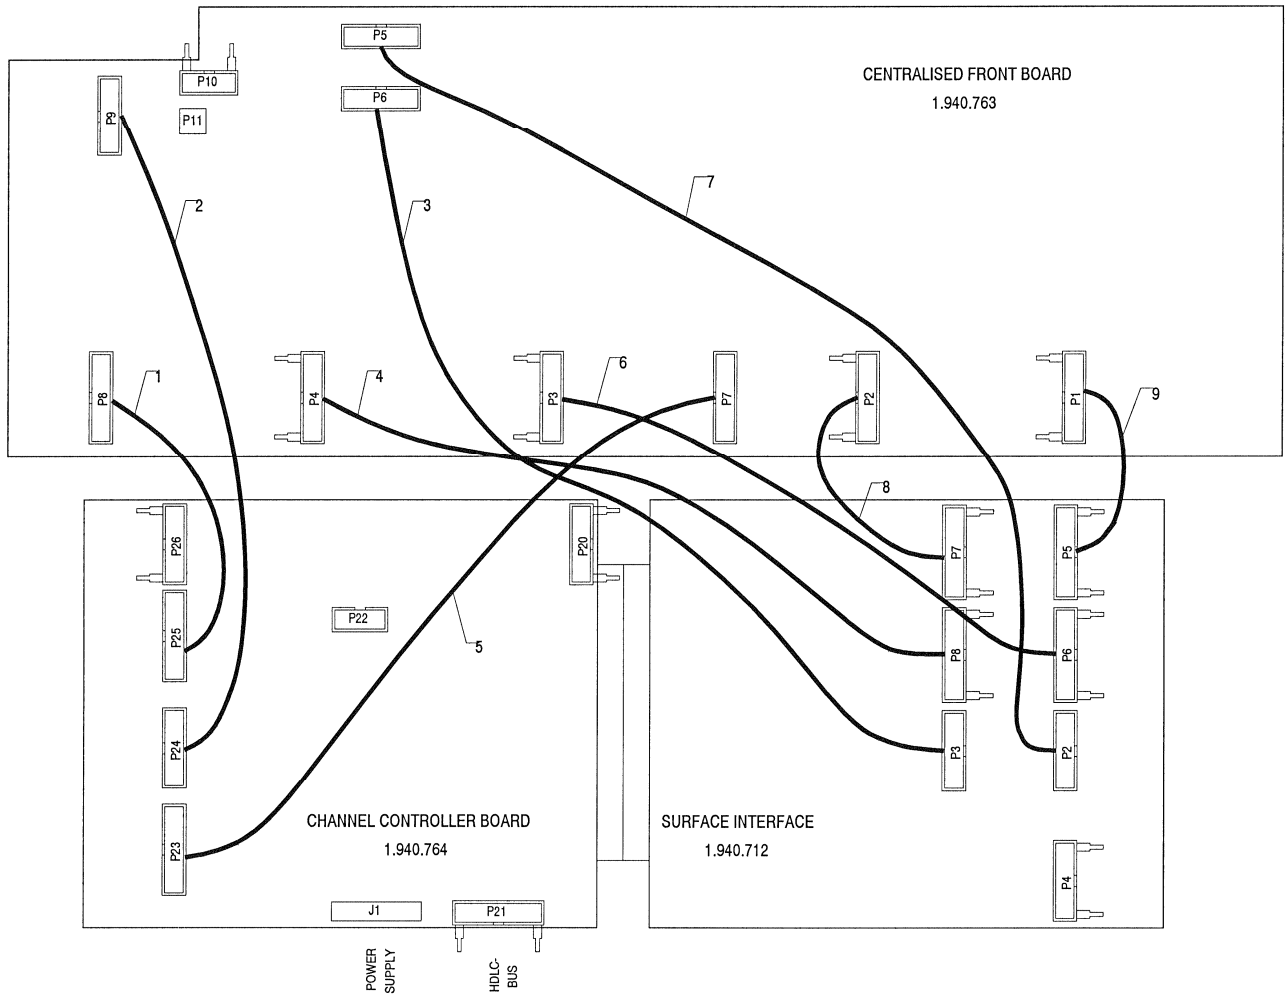 P5
CENTRALISED FRONT BOARD
1.940.763
P10
P6
P9
P11
7
2
3
1
4
6
9
P8
P4
P3
P7
P2
P1
8
P26
P20
P7
P5
P22
P25
5
P8
P6
P24
P3
P2
CHANNEL CONTROLLER BOARD
1.940.764
SURFACE INTERFACE
1.940.712
P23
P4
J1
P21
POWER
SUPPLY
HDLC-
BUS